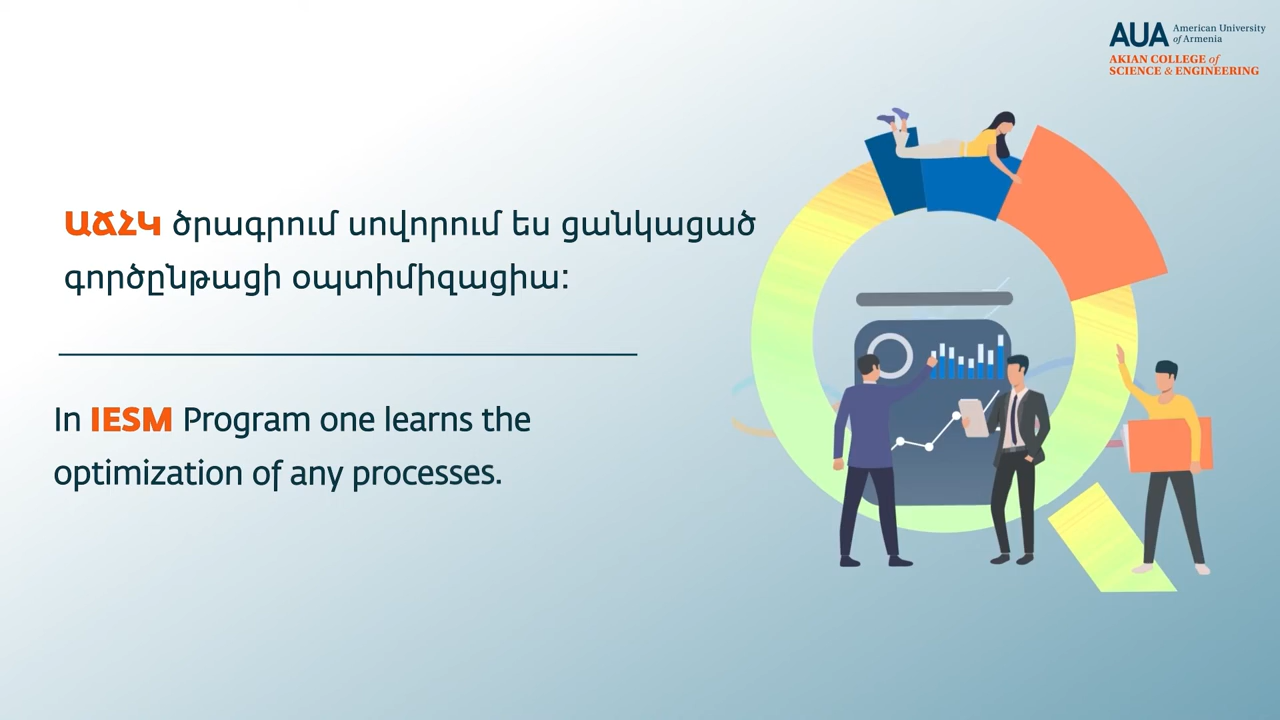 AUA American University
of Armenia
AKIAN COLLEGE of
SCIENCE & ENGINEERING
ԱՃՀԿ ծրագրում սովորում ես ցանկացած
գործընթացի օպտիմիզացիա:
In IESM Program one learns the
optimization of any processes.